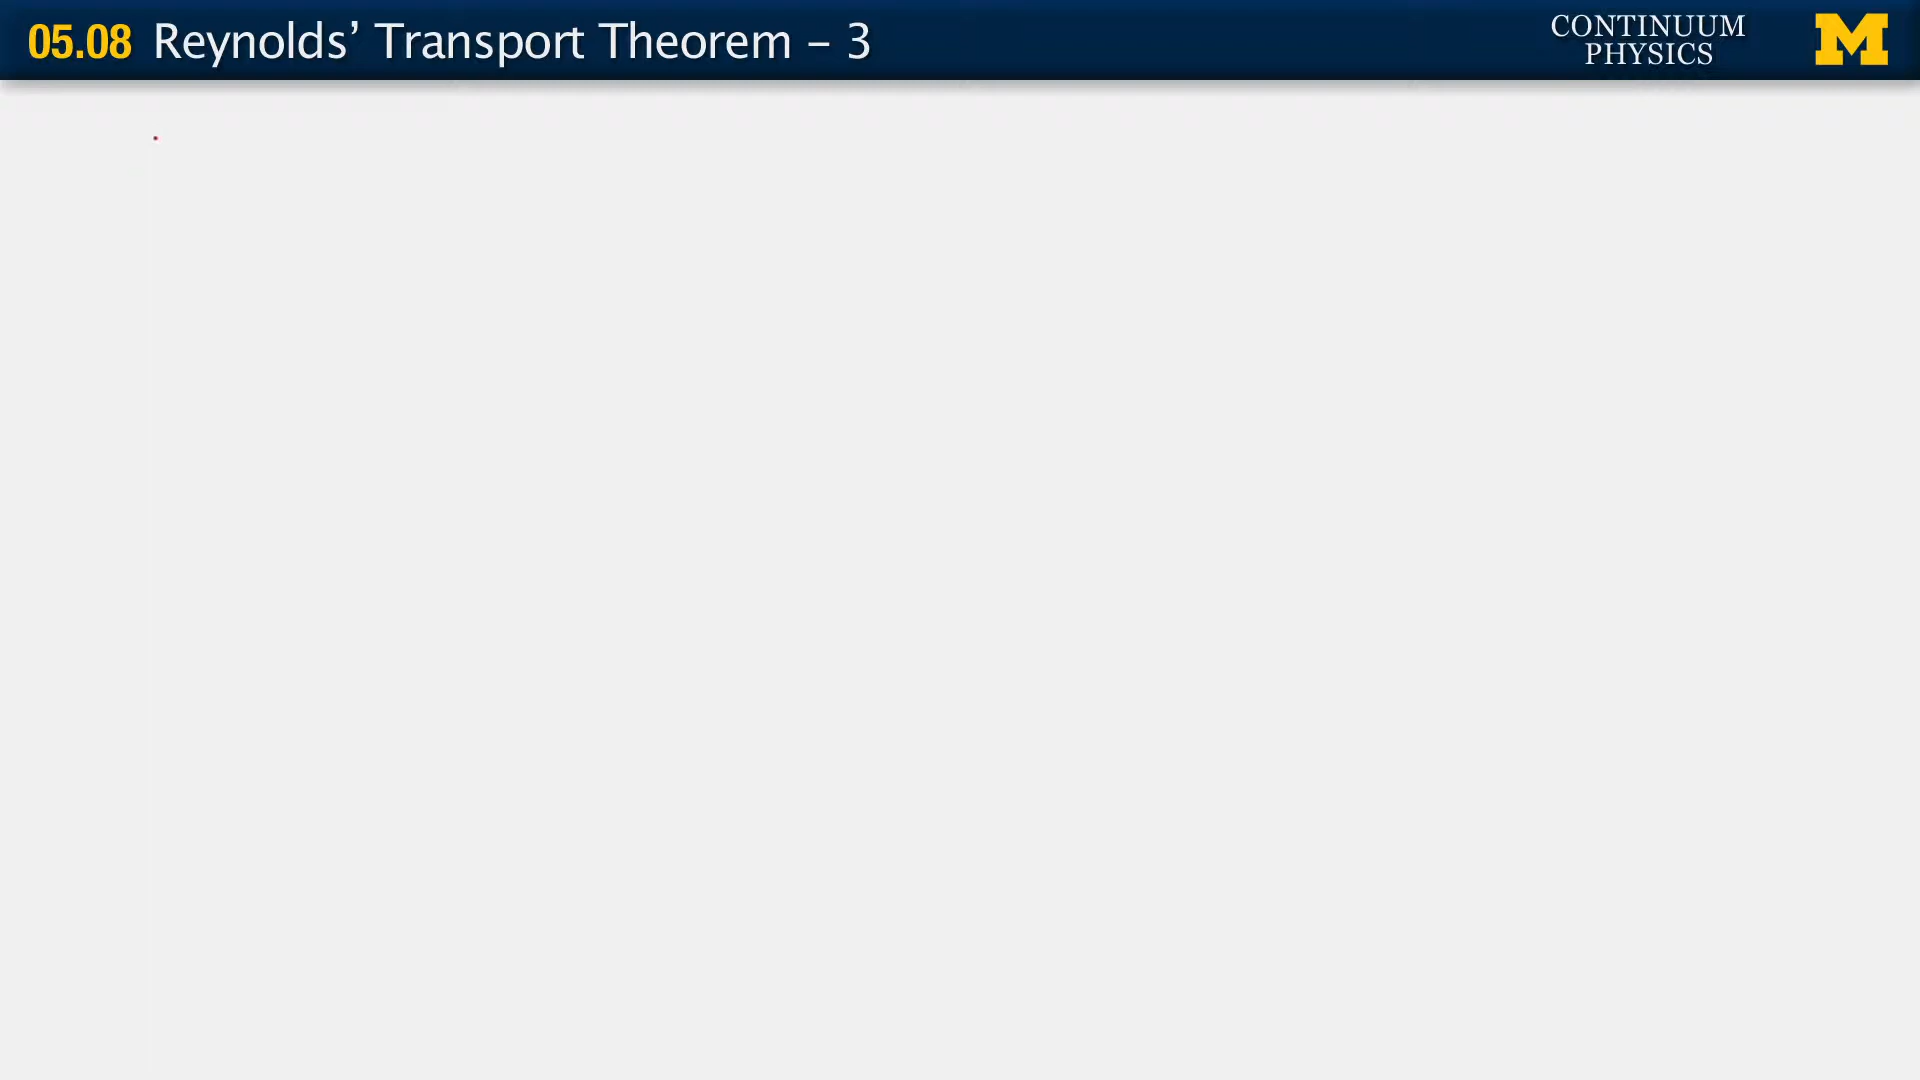 05.08 Reynolds’ Transport Theorem – 3
CONTINUUM
PHYSICS
M